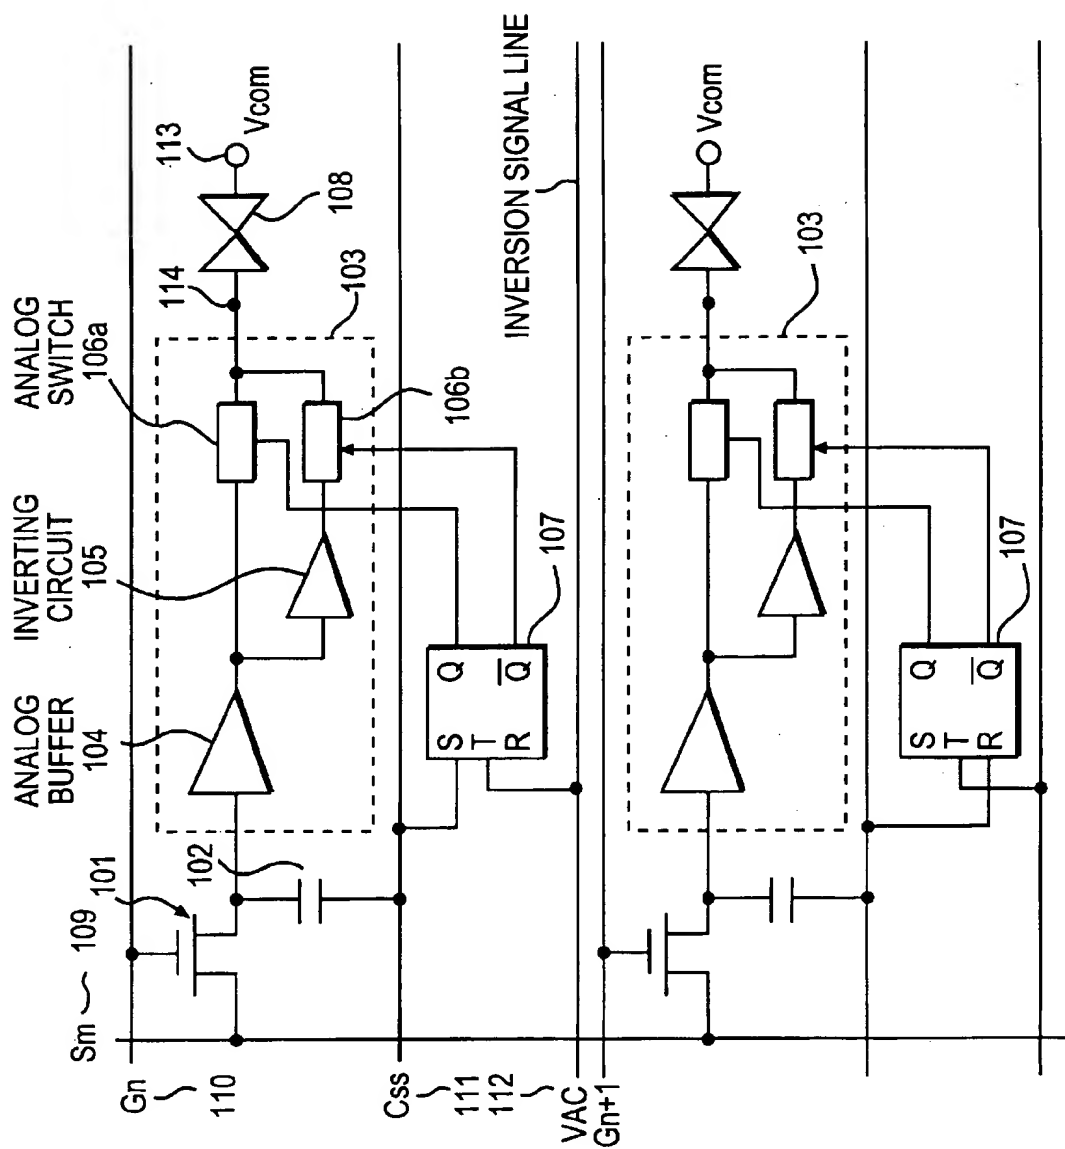 ANALOG
BUFFER
104
INVERTING
CIRCUIT
105
ANALOG
SWITCH
106a
114
113
Vcom
108
103
106b
101
102
Sm
109
Gn
110
Css
111
112
VAC
Gn+1
S
T
R
Q
Q̅
107
INVERSION SIGNAL LINE
Vcom
103
S
T
R
Q
Q̅
107